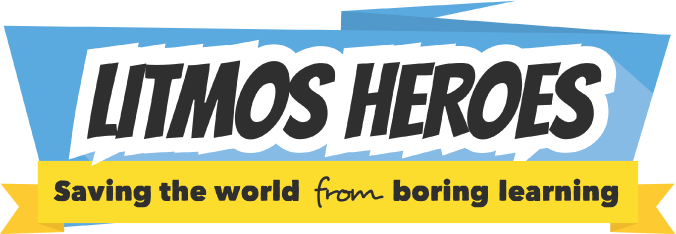 LITMOS HEROES
Saving the world from boring learning